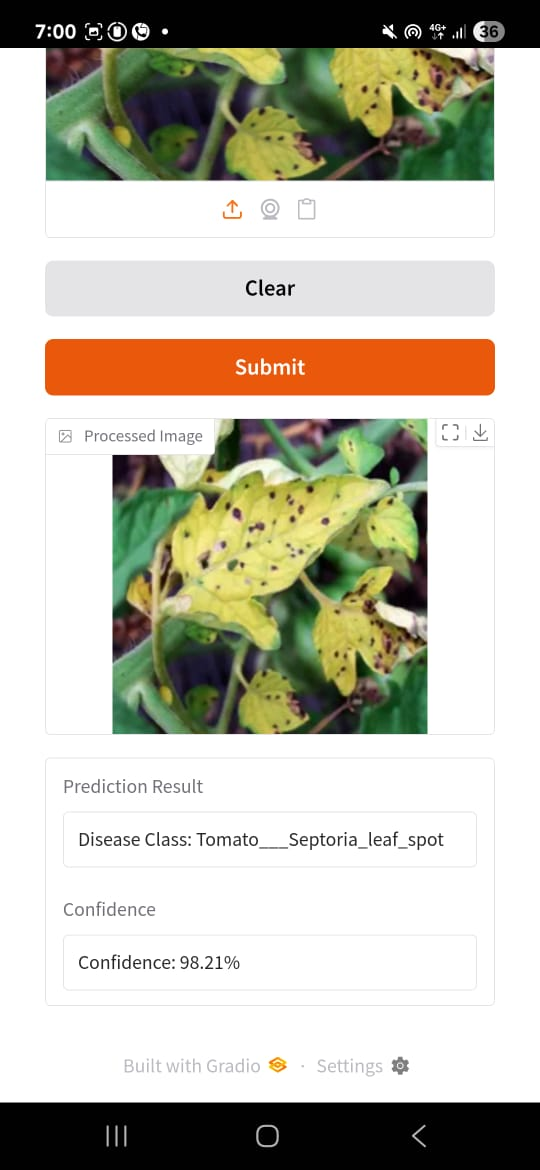 7:00
4G+
36
Clear
Submit
Processed Image
Prediction Result
Disease Class: Tomato___Septoria_leaf_spot
Confidence
Confidence: 98.21%
Built with Gradio · Settings